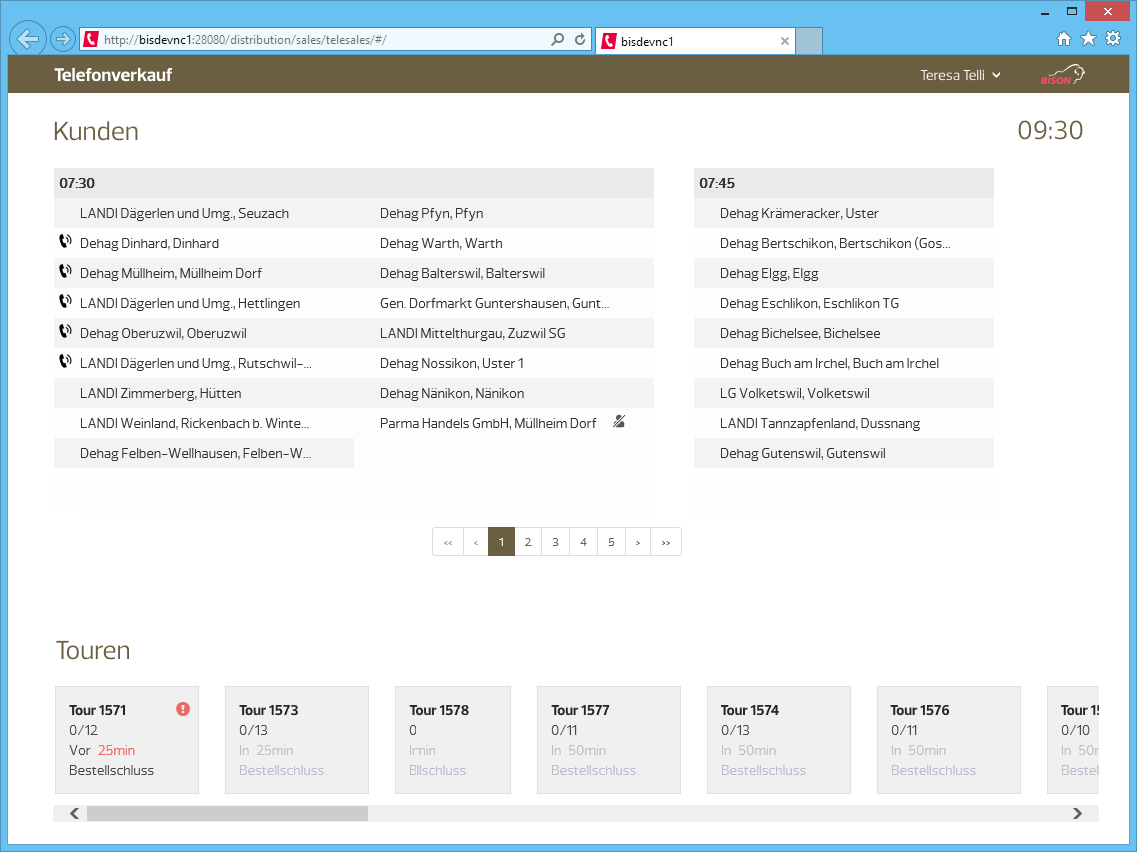 http://bisdevnc1:28080/distribution/sales/telesales/#/
bisdevnc1
Telefonverkauf
Teresa Telli
BISON
Kunden
09:30
07:30
LANDI Dägerlen und Umg., Seuzach
Dehag Dinhard, Dinhard
Dehag Müllheim, Müllheim Dorf
LANDI Dägerlen und Umg., Hettlingen
Dehag Oberuzwil, Oberuzwil
LANDI Dägerlen und Umg., Rutschwil-...
LANDI Zimmerberg, Hütten
LANDI Weinland, Rickenbach b. Winte...
Dehag Felben-Wellhausen, Felben-W...
Dehag Pfyn, Pfyn
Dehag Warth, Warth
Dehag Balterswil, Balterswil
Gen. Dorfmarkt Guntershausen, Gunt...
LANDI Mittelthurgau, Zuzwil SG
Dehag Nossikon, Uster 1
Dehag Nänikon, Nänikon
Parma Handels GmbH, Müllheim Dorf
07:45
Dehag Krämeracker, Uster
Dehag Bertschikon, Bertschikon (Gos...
Dehag Elgg, Elgg
Dehag Eschlikon, Eschlikon TG
Dehag Bichelsee, Bichelsee
Dehag Buch am Irchel, Buch am Irchel
LG Volketswil, Volketswil
LANDI Tannzapfenland, Dussnang
Dehag Gutenswil, Gutenswil
‹‹ ‹ 1 2 3 4 5 › ››
Touren
Tour 1571
0/12
Vor 25min
Bestellschluss
Tour 1573
0/13
In 25min
Bestellschluss
Tour 1578
0
Imin
Bllschluss
Tour 1577
0/11
In 50min
Bestellschluss
Tour 1574
0/13
In 50min
Bestellschluss
Tour 1576
0/11
In 50min
Bestellschluss
Tour 1
0/10
In 50
Bestel